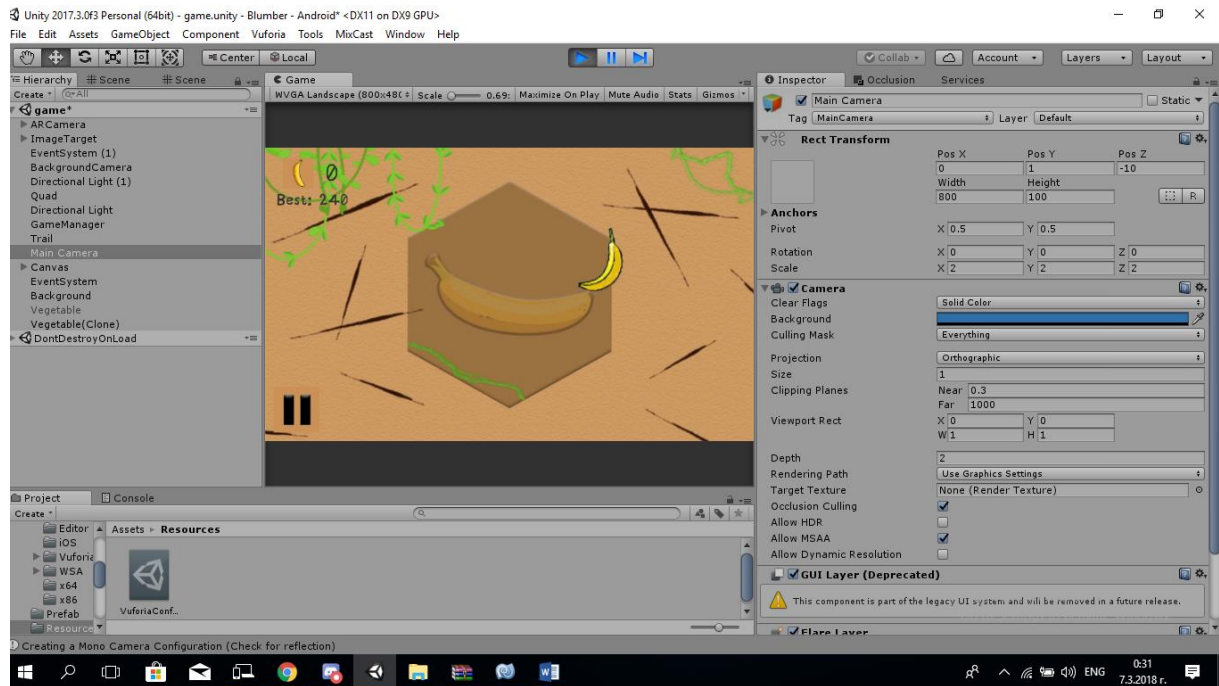 Unity 2017.3.0f3 Personal (64bit) - game.unity - Blumber - Android* <DX11 on DX9 GPU>
File Edit Assets GameObject Component Vuforia Tools MixCast Window Help
Center Local Collab Account Layers Layout
Hierarchy Scene Scene
Create All
game*
ARCamera
ImageTarget
EventSystem (1)
BackgroundCamera
Directional Light (1)
Quad
Directional Light
GameManager
Trail
Main Camera
Canvas
EventSystem
Background
Vegetable
Vegetable(Clone)
DontDestroyOnLoad
Game
WVGA Landscape (800x48( Scale 0.69: Maximize On Play Mute Audio Stats Gizmos
0
Best: 240
Inspector Occlusion Services
Main Camera Static
Tag MainCamera Layer Default
Rect Transform
Pos X Pos Y Pos Z
0 1 -10
Width Height
800 100
R
Anchors
Pivot X 0.5 Y 0.5
Rotation X 0 Y 0 Z 0
Scale X 2 Y 2 Z 2
Camera
Clear Flags Solid Color
Background
Culling Mask Everything
Projection Orthographic
Size 1
Clipping Planes Near 0.3
Far 1000
Viewport Rect X 0 Y 0
W 1 H 1
Depth 2
Rendering Path Use Graphics Settings
Target Texture None (Render Texture)
Occlusion Culling
Allow HDR
Allow MSAA
Allow Dynamic Resolution
GUI Layer (Deprecated)
This component is part of the legacy UI system and will be removed in a future release.
Flare Layer
Project Console
Create
Editor
iOS
Vuforia
WSA
x64
x86
Prefab
Resource
Assets Resources
VuforiaConf..
Creating a Mono Camera Configuration (Check for reflection)
ENG
0:31
7.3.2018 г.